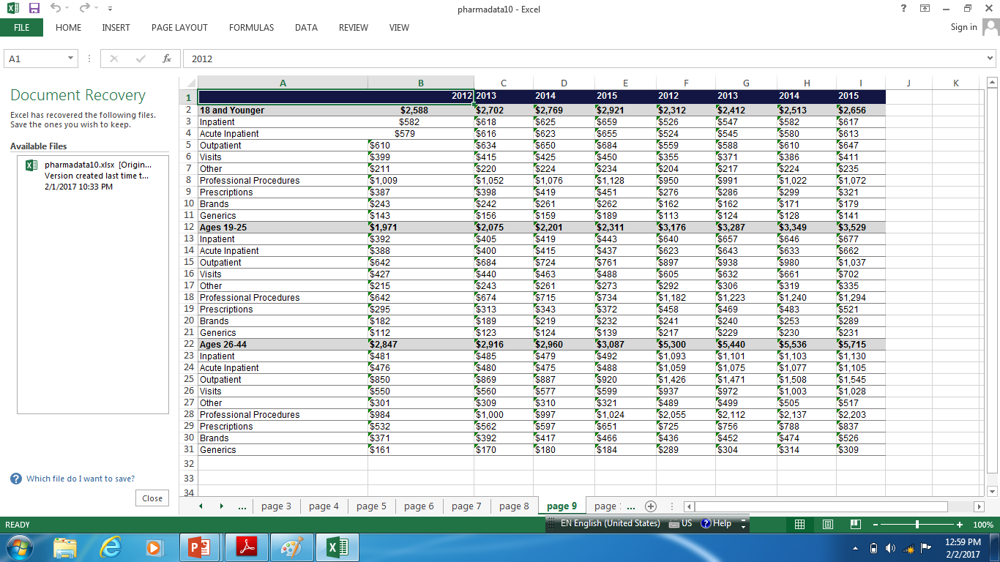 pharmadata10 - Excel
FILE HOME INSERT PAGE LAYOUT FORMULAS DATA REVIEW VIEW Sign in
A1 fx 2012
Document Recovery
Excel has recovered the following files.
Save the ones you wish to keep.
Available Files
pharmadata10.xlsx [Origin...
Version created last time t...
2/1/2017 10:33 PM
Which file do I want to save?
Close
A B C D E F G H I J K
1 2012 2013 2014 2015 2012 2013 2014 2015
2 18 and Younger $2,588 $2,702 $2,769 $2,921 $2,312 $2,412 $2,513 $2,656
3 Inpatient $582 $618 $625 $659 $526 $547 $582 $617
4 Acute Inpatient $579 $616 $623 $655 $524 $545 $580 $613
5 Outpatient $610 $634 $650 $684 $559 $588 $610 $647
6 Visits $399 $415 $425 $450 $355 $371 $386 $411
7 Other $211 $220 $224 $234 $204 $217 $224 $235
8 Professional Procedures $1,009 $1,052 $1,076 $1,128 $950 $991 $1,022 $1,072
9 Prescriptions $387 $398 $419 $451 $276 $286 $299 $321
10 Brands $243 $242 $261 $262 $162 $162 $171 $179
11 Generics $143 $156 $159 $189 $113 $124 $128 $141
12 Ages 19-25 $1,971 $2,075 $2,201 $2,311 $3,176 $3,287 $3,349 $3,529
13 Inpatient $392 $405 $419 $443 $640 $657 $646 $677
14 Acute Inpatient $388 $400 $415 $437 $623 $643 $633 $662
15 Outpatient $642 $684 $724 $761 $897 $938 $980 $1,037
16 Visits $427 $440 $463 $488 $605 $632 $661 $702
17 Other $215 $243 $261 $273 $292 $306 $319 $335
18 Professional Procedures $642 $674 $715 $734 $1,182 $1,223 $1,240 $1,294
19 Prescriptions $295 $313 $343 $372 $458 $469 $483 $521
20 Brands $182 $189 $219 $232 $241 $240 $253 $289
21 Generics $112 $123 $124 $139 $217 $229 $230 $231
22 Ages 26-44 $2,847 $2,916 $2,960 $3,087 $5,300 $5,440 $5,536 $5,715
23 Inpatient $481 $485 $479 $492 $1,093 $1,101 $1,103 $1,130
24 Acute Inpatient $476 $480 $475 $488 $1,059 $1,075 $1,077 $1,105
25 Outpatient $850 $869 $887 $920 $1,426 $1,471 $1,508 $1,545
26 Visits $550 $560 $577 $599 $937 $972 $1,003 $1,028
27 Other $301 $309 $310 $321 $489 $499 $505 $517
28 Professional Procedures $984 $1,000 $997 $1,024 $2,055 $2,112 $2,137 $2,203
29 Prescriptions $532 $562 $597 $651 $725 $756 $788 $837
30 Brands $371 $392 $417 $466 $436 $452 $474 $526
31 Generics $161 $170 $180 $184 $289 $304 $314 $309
32
33
34
... page 3 page 4 page 5 page 6 page 7 page 8 page 9 page : ...
READY EN English (United States) US Help 100%
12:59 PM
2/2/2017